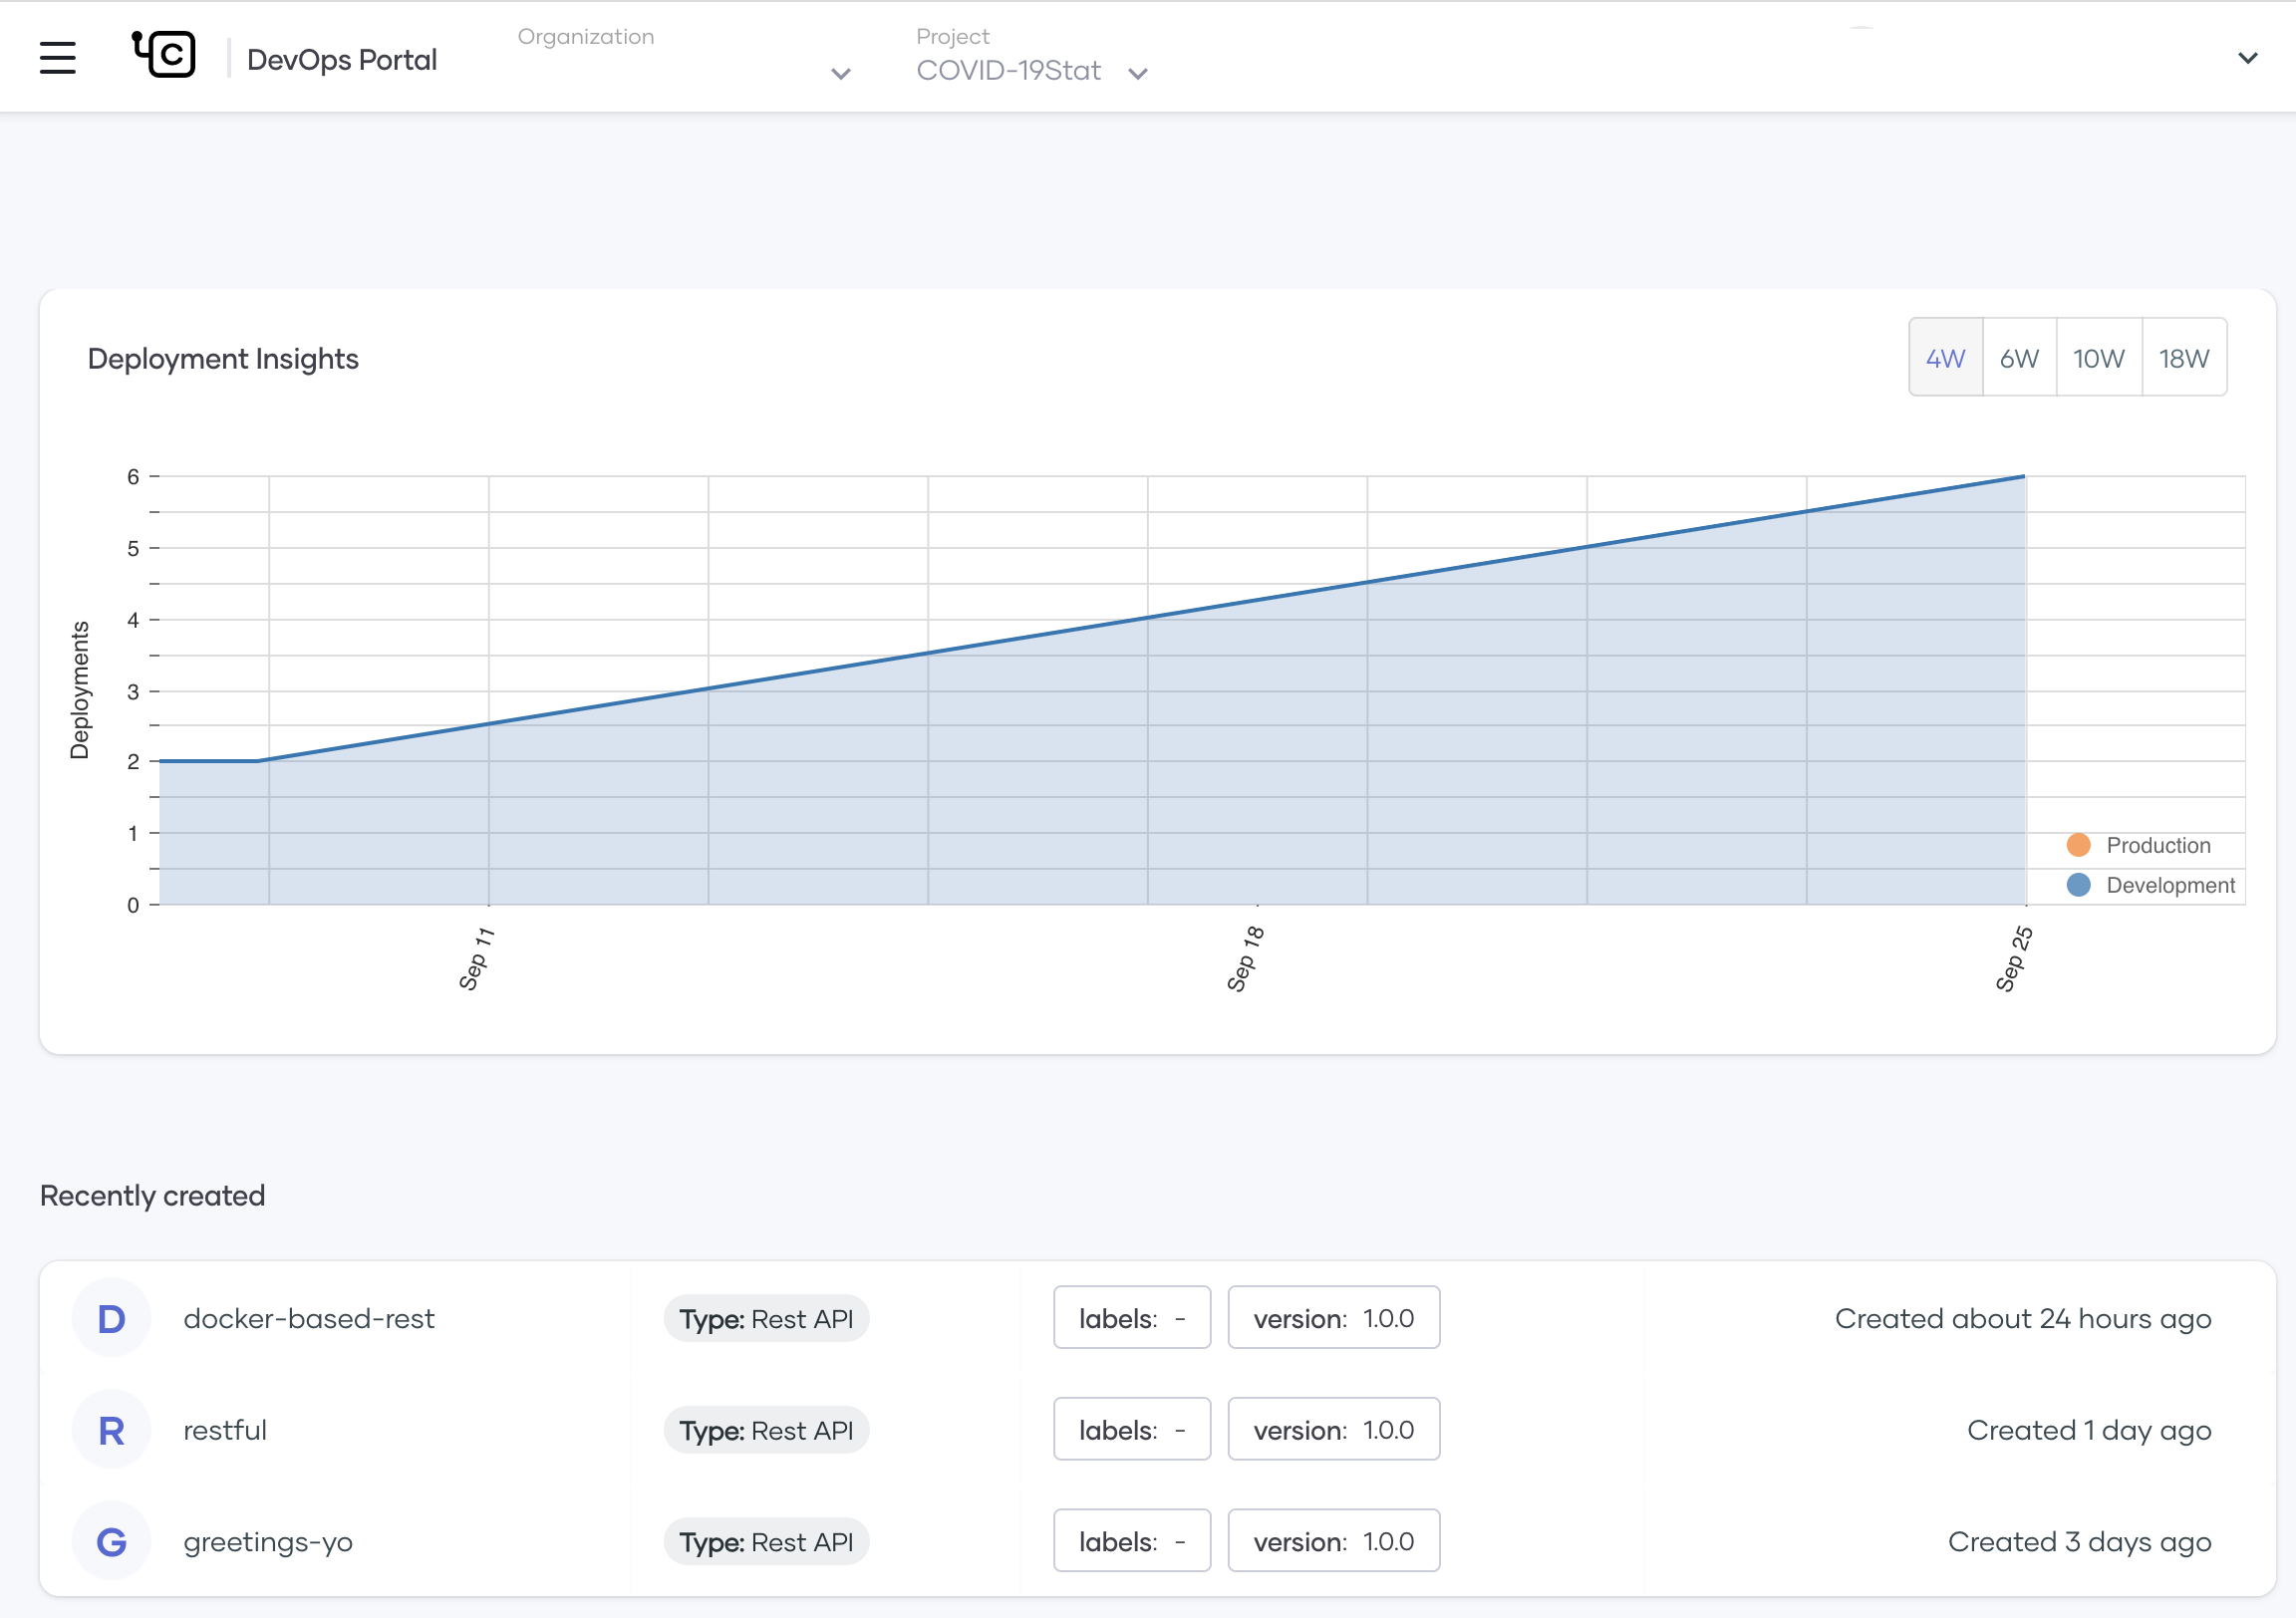 C
DevOps Portal
Organization
Project
COVID-19Stat
Deployment Insights
4W 6W 10W 18W
Deployments
6
5
4
3
2
1
0
Production
Development
Sep 11
Sep 18
Sep 25
Recently created
D docker-based-rest Type: Rest API labels: - version: 1.0.0 Created about 24 hours ago
R restful Type: Rest API labels: - version: 1.0.0 Created 1 day ago
G greetings-yo Type: Rest API labels: - version: 1.0.0 Created 3 days ago